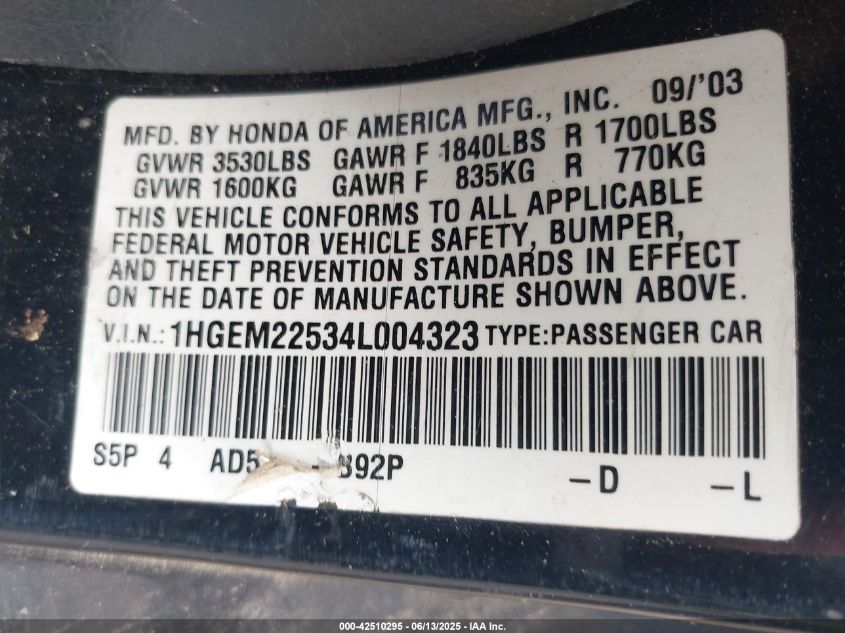 MFD. BY HONDA OF AMERICA MFG., INC. 09/'03
GVWR 3530LBS GAWR F 1840LBS R 1700LBS
GVWR 1600KG GAWR F 835KG R 770KG
THIS VEHICLE CONFORMS TO ALL APPLICABLE
FEDERAL MOTOR VEHICLE SAFETY, BUMPER,
AND THEFT PREVENTION STANDARDS IN EFFECT
ON THE DATE OF MANUFACTURE SHOWN ABOVE.
V.I.N.: 1HGEM22534L004323 TYPE:PASSENGER CAR
S5P 4 AD5 - B92P -D -L
000-42510295 - 06/13/2025 - IAA Inc.